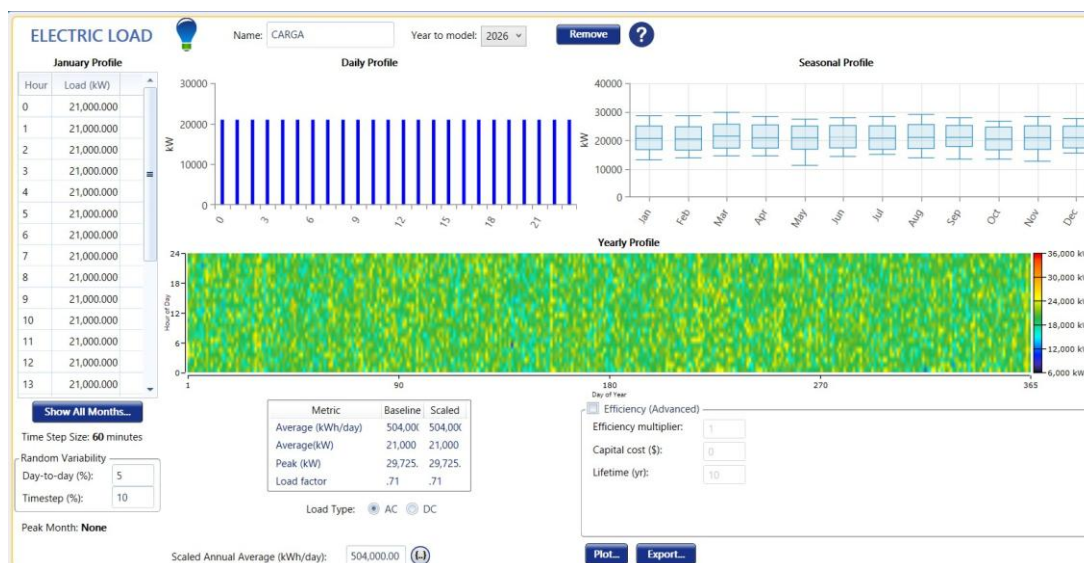 ELECTRIC LOAD
Name: CARGA Year to model: 2026 Remove ?
January Profile
Hour Load (kW)
0 21,000.000
1 21,000.000
2 21,000.000
3 21,000.000
4 21,000.000
5 21,000.000
6 21,000.000
7 21,000.000
8 21,000.000
9 21,000.000
10 21,000.000
11 21,000.000
12 21,000.000
13 21,000.000
Show All Months...
Time Step Size: 60 minutes
Random Variability
Day-to-day (%): 5
Timestep (%): 10
Peak Month: None
Daily Profile
30000
20000
10000
0
kW
0 3 6 9 12 15 18 21
Seasonal Profile
40000
30000
20000
10000
0
kW
Jan Feb Mar Apr May Jun Jul Aug Sep Oct Nov Dec
Yearly Profile
24
18
12
6
0
Hour of Day
1 90 180 270 365
Day of Year
36,000 kW
30,000 kW
24,000 kW
18,000 kW
12,000 kW
6,000 kW
Metric Baseline Scaled
Average (kWh/day) 504,00( 504,00(
Average(kW) 21,000 21,000
Peak (kW) 29,725. 29,725.
Load factor .71 .71
Load Type: AC DC
Scaled Annual Average (kWh/day): 504,000.00 {..}
Efficiency (Advanced)
Efficiency multiplier: 1
Capital cost ($): 0
Lifetime (yr): 10
Plot... Export...